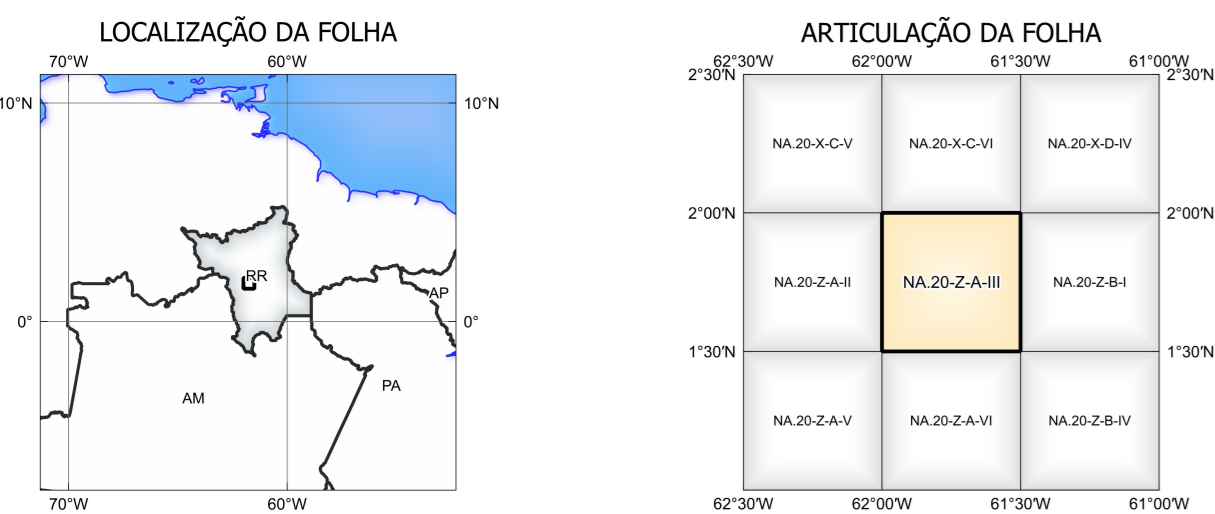 LOCALIZAÇÃO DA FOLHA
70°W 60°W
10°N 10°N
RR
AP
0° 0°
AM
PA
70°W 60°W
ARTICULAÇÃO DA FOLHA
62°30'W 62°00'W 61°30'W 61°00'W
2°30'N 2°30'N
NA.20-X-C-V NA.20-X-C-VI NA.20-X-D-IV
2°00'N 2°00'N
NA.20-Z-A-II NA.20-Z-A-III NA.20-Z-B-I
1°30'N 1°30'N
NA.20-Z-A-V NA.20-Z-A-VI NA.20-Z-B-IV
62°30'W 62°00'W 61°30'W 61°00'W